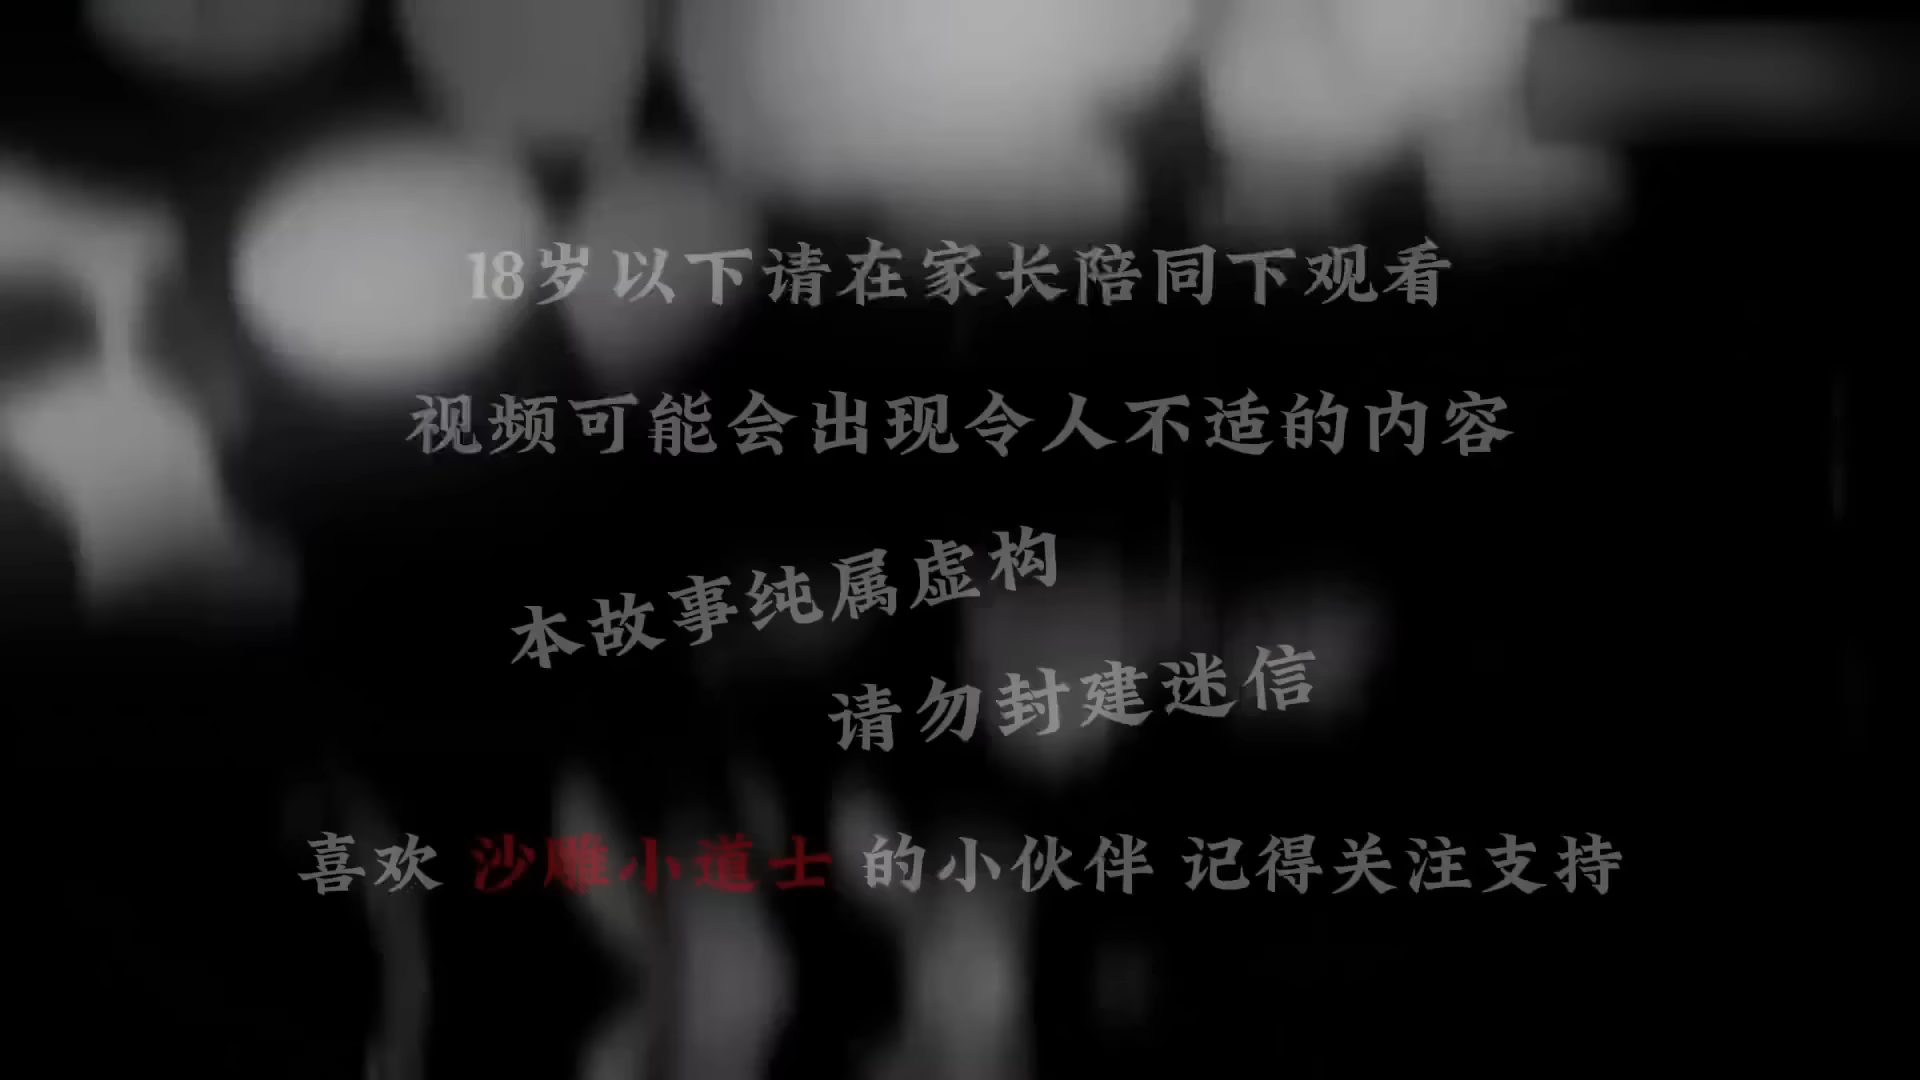 18岁以下请在家长陪同下观看
视频可能会出现令人不适的内容
本故事纯属虚构
请勿封建迷信
喜欢 沙雕小道士 的小伙伴 记得关注支持